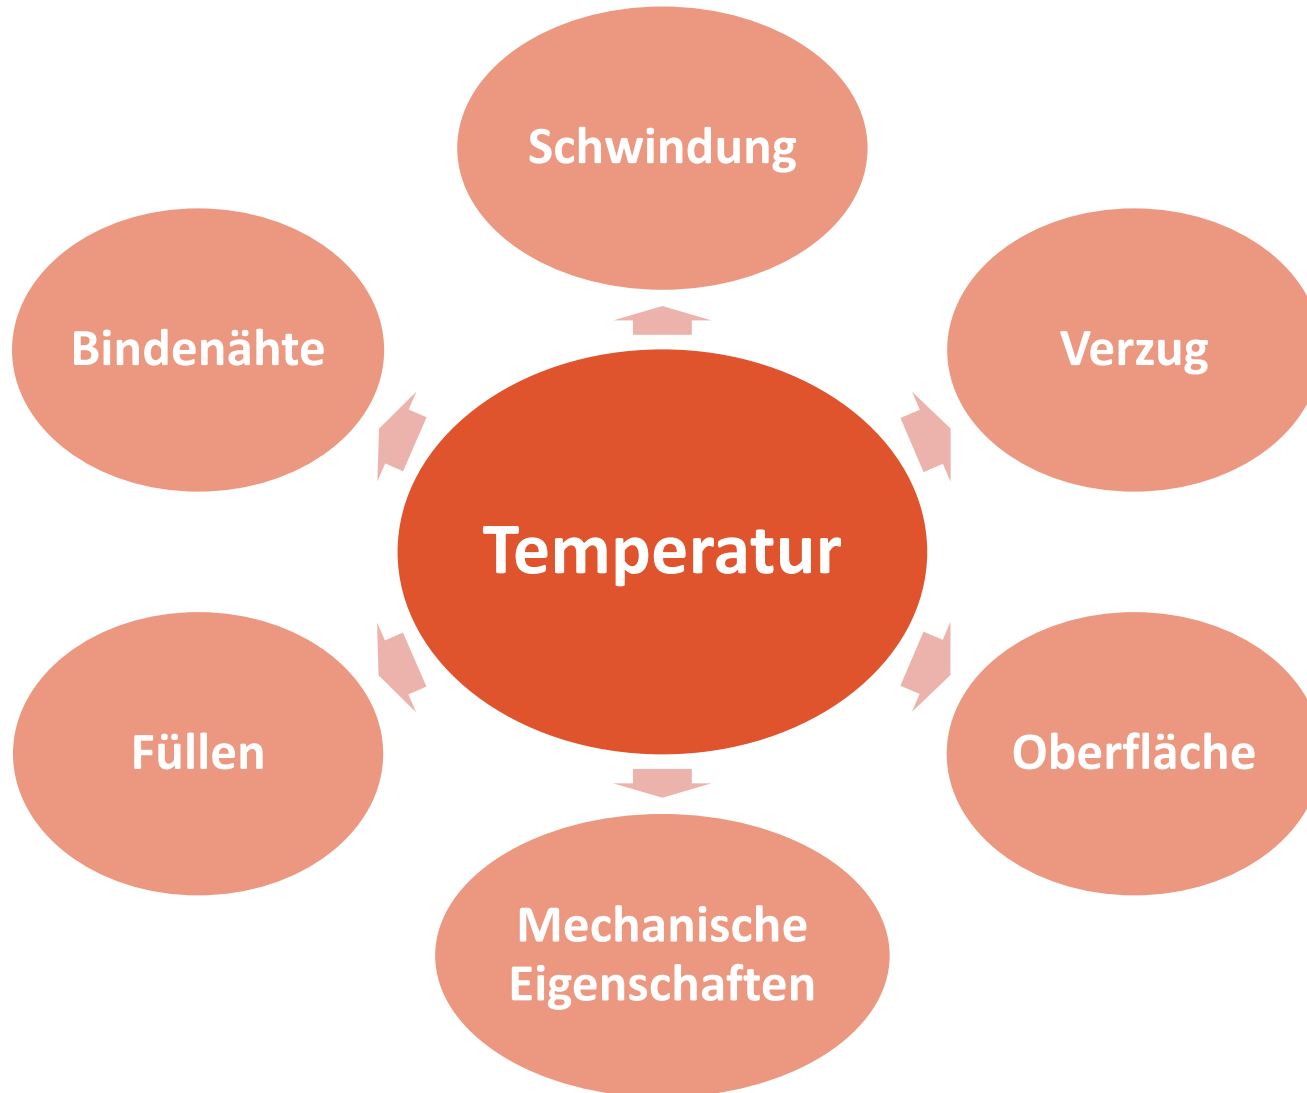 Schwindung
Bindenähte
Verzug
Temperatur
Füllen
Oberfläche
Mechanische
Eigenschaften